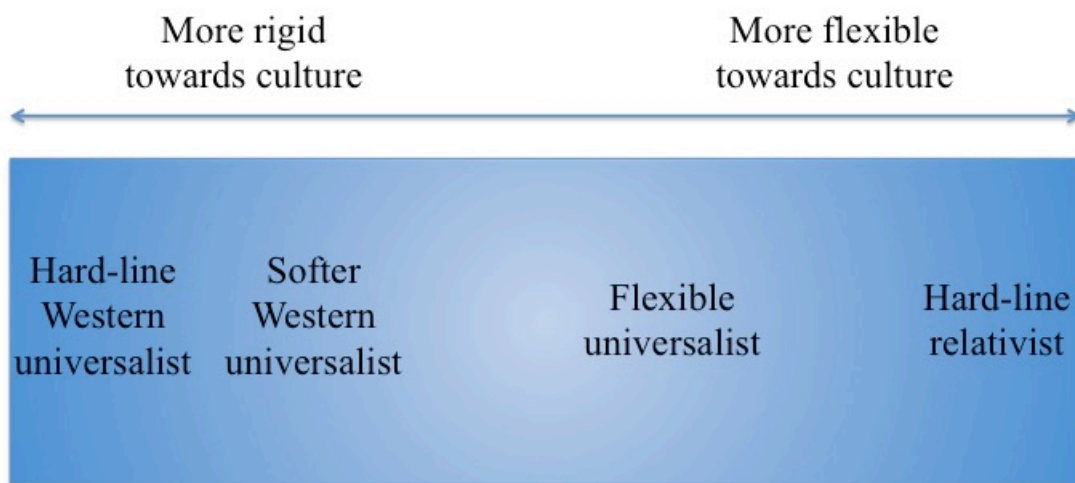 More rigid
towards culture
More flexible
towards culture
Hard-line
Western
universalist
Softer
Western
universalist
Flexible
universalist
Hard-line
relativist